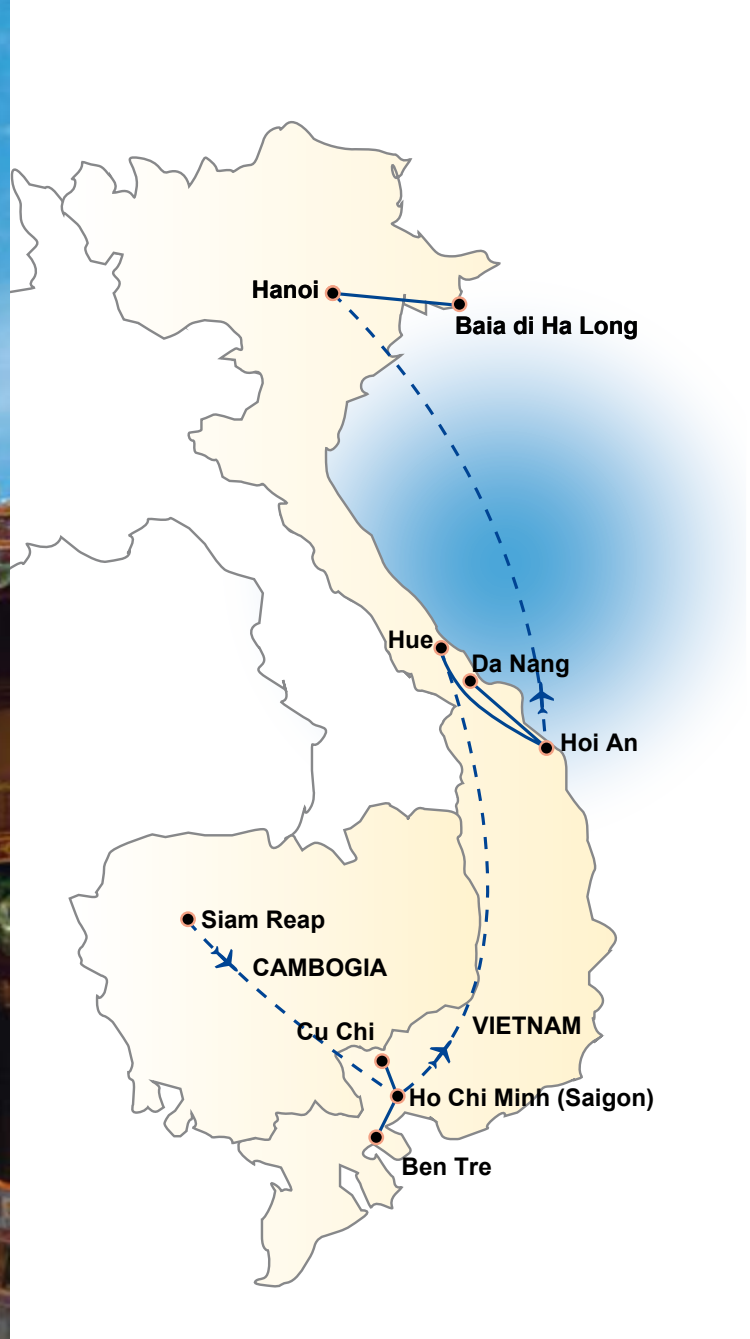 Hanoi
Baia di Ha Long
Hue
Da Nang
Hoi An
Siam Reap
CAMBOGIA
Cu Chi
VIETNAM
Ho Chi Minh (Saigon)
Ben Tre